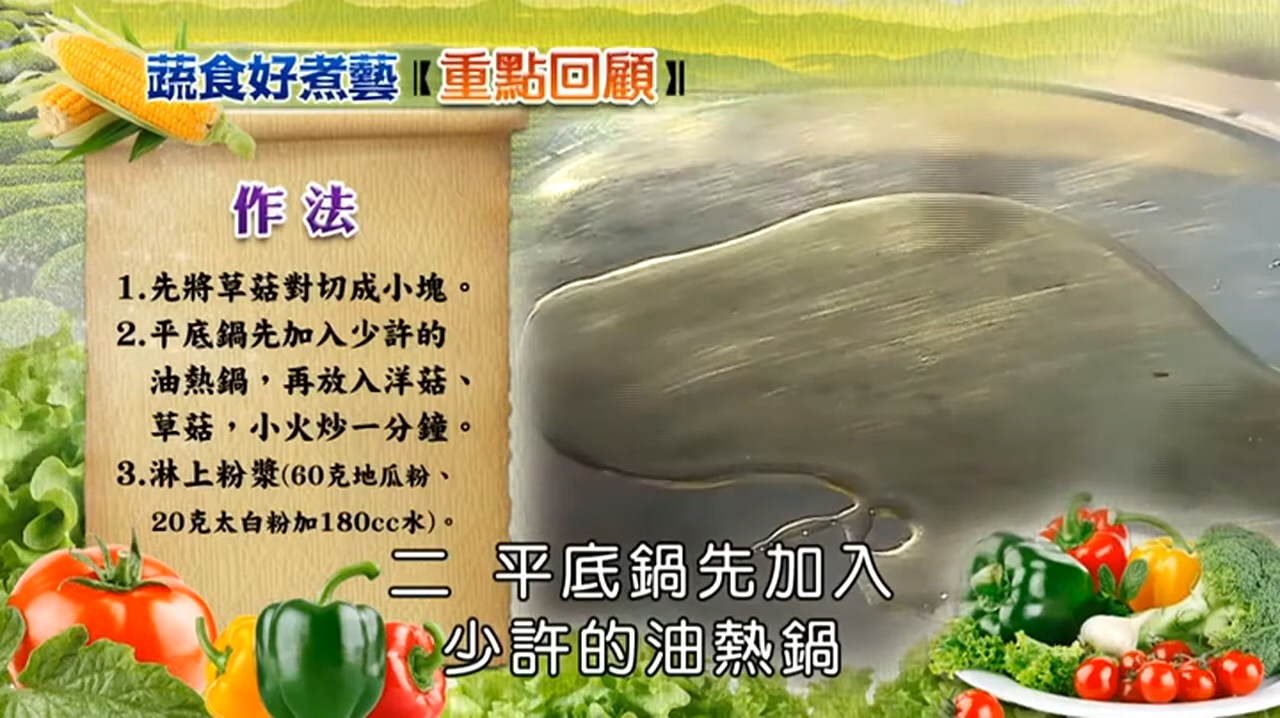 蔬食好煮藝【重點回顧】
作法
1.先將草菇對切成小塊。
2.平底鍋先加入少許的
油熱鍋,再放入洋菇、
草菇,小火炒一分鐘。
3.淋上粉漿(60克地瓜粉、
20克太白粉加180cc水)。
二 平底鍋先加入
少許的油熱鍋